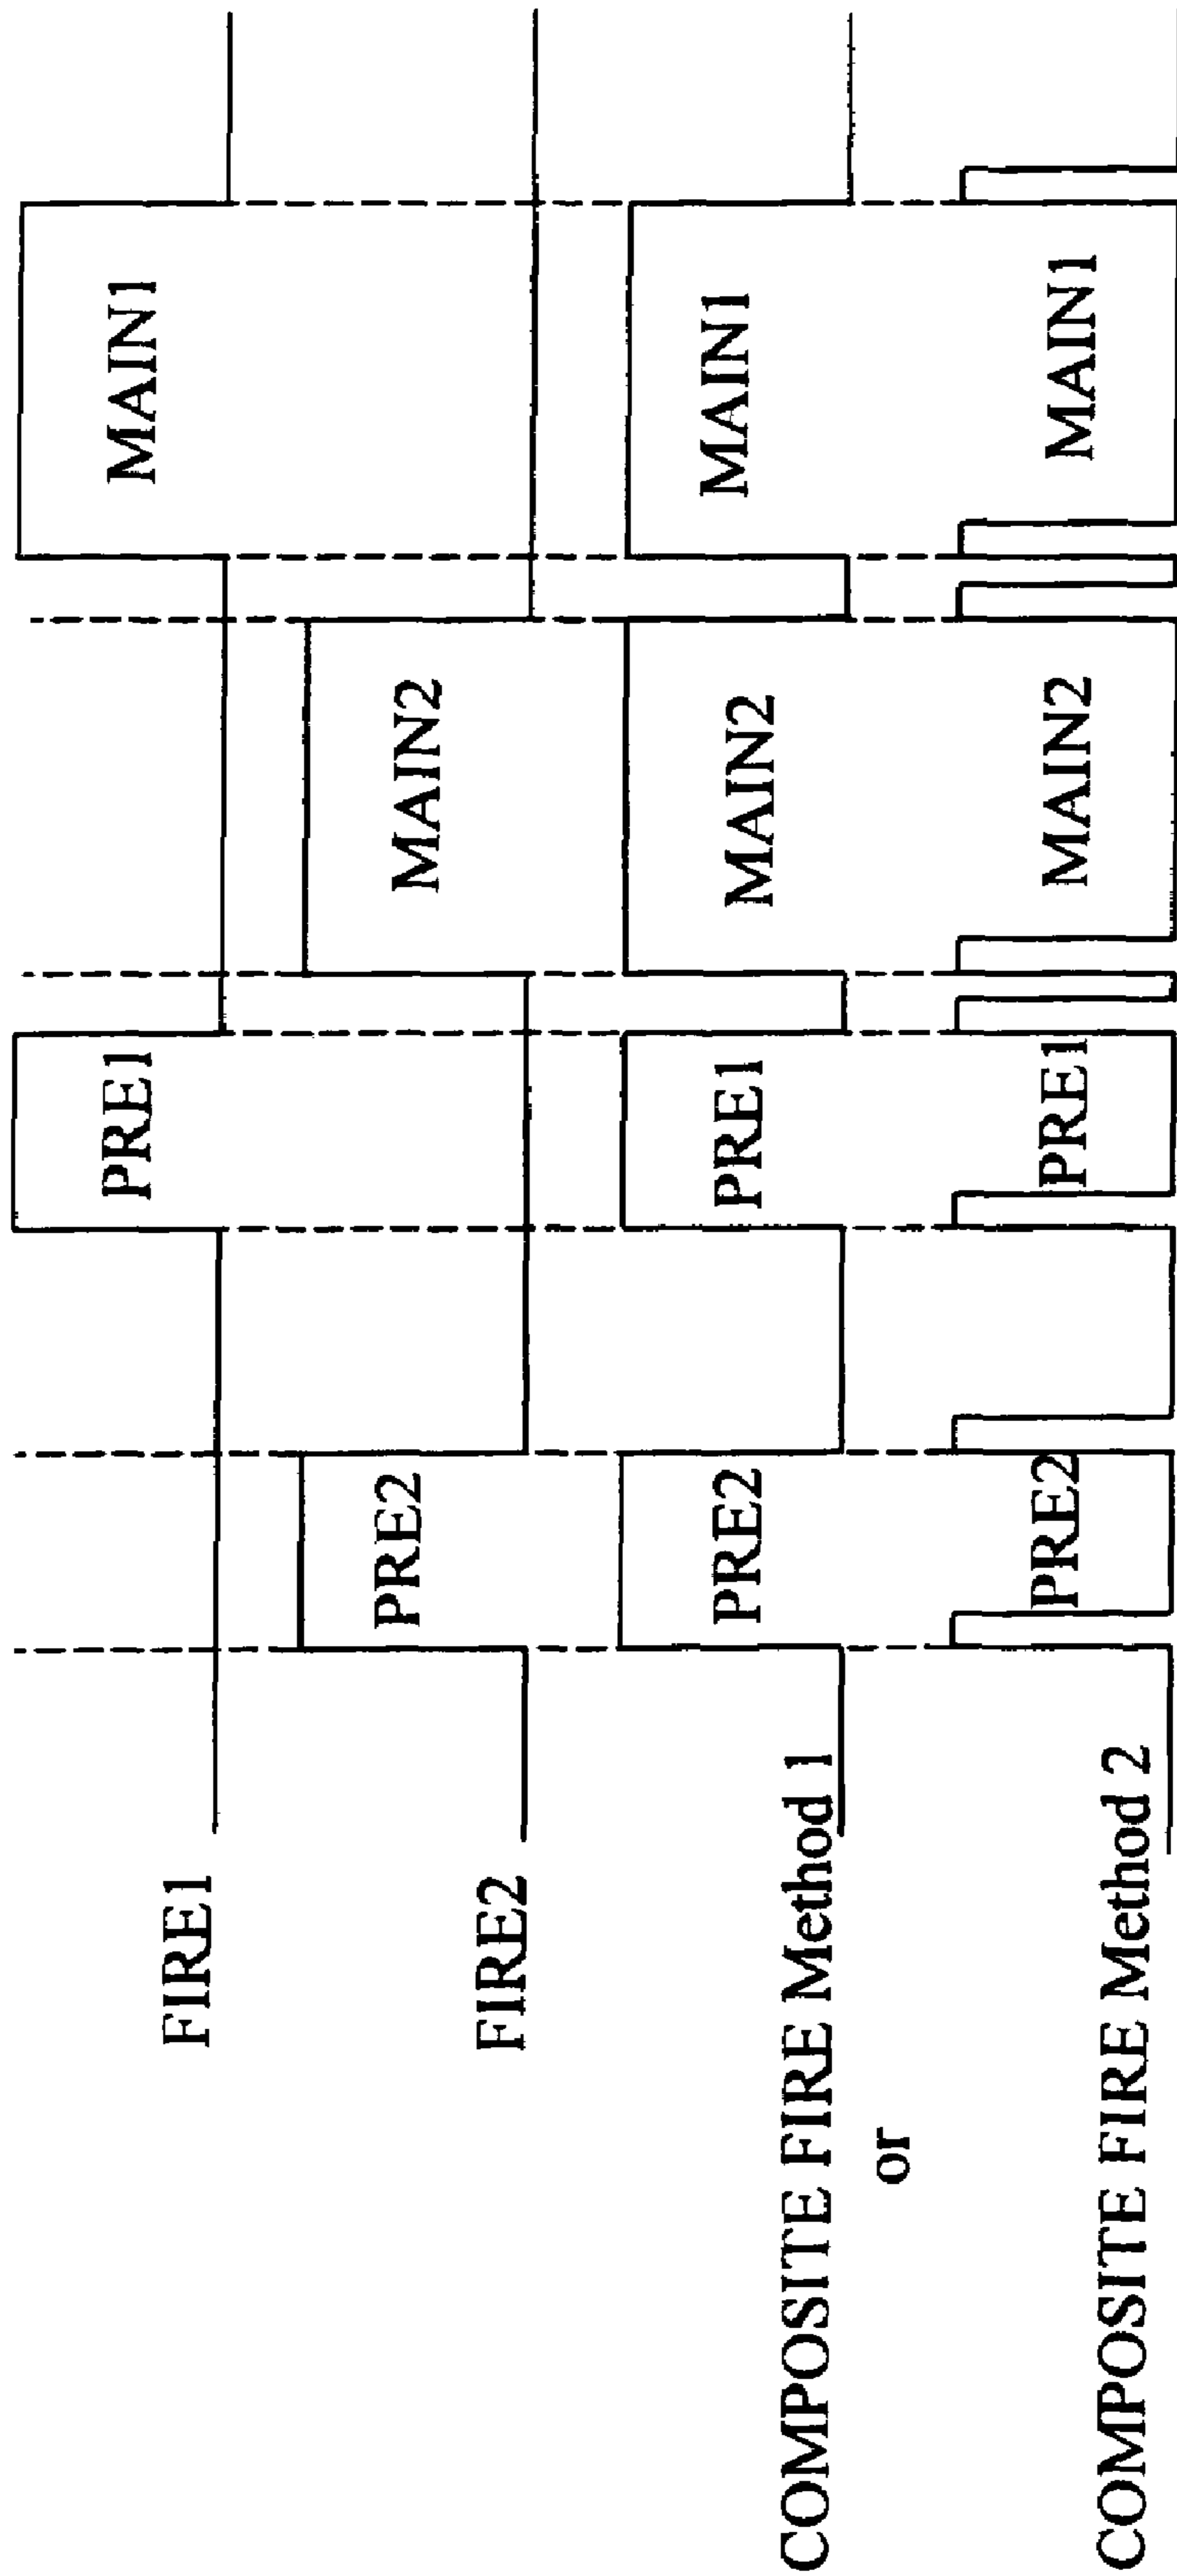 FIRE1
PRE1
MAIN1
FIRE2
PRE2
MAIN2
COMPOSITE FIRE Method 1
PRE2
PRE1
MAIN2
MAIN1
or
COMPOSITE FIRE Method 2
PRE2
PRE1
MAIN2
MAIN1